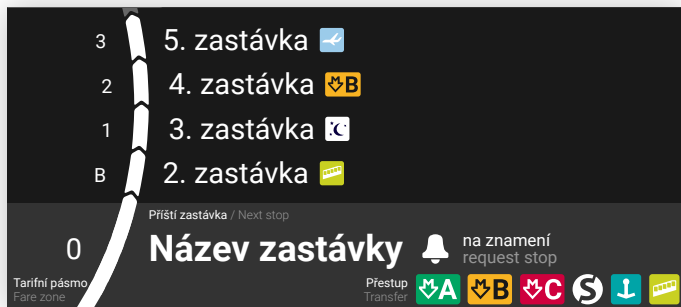 3 5. zastávka
2 4. zastávka B
1 3. zastávka
B 2. zastávka
Příští zastávka / Next stop
0 Název zastávky na znamení
request stop
Tarifní pásmo Přestup A B C S
Fare zone Transfer